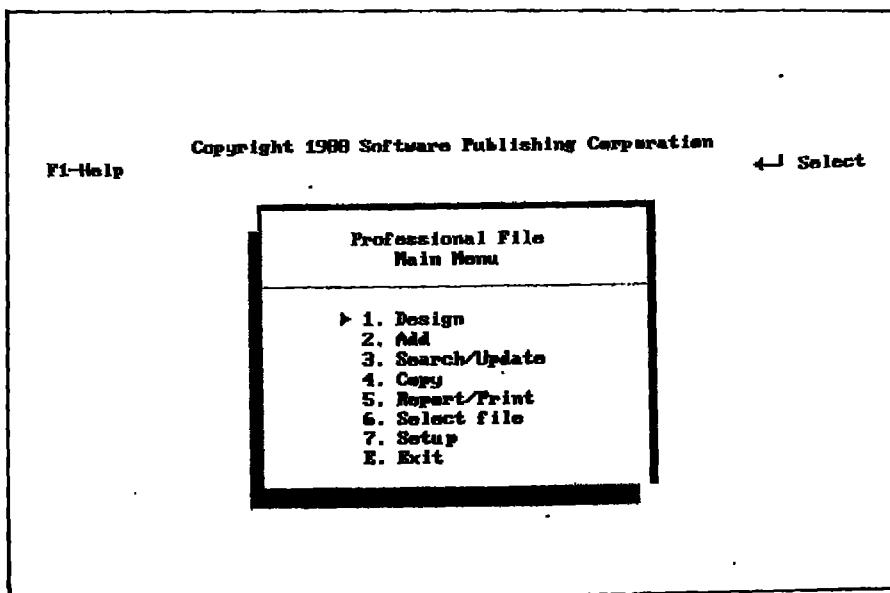 Copyright 1988 Software Publishing Corporation
F1-Help
Select
Professional File
Main Menu
1. Design
2. Add
3. Search/Update
4. Copy
5. Report/Print
6. Select file
7. Setup
E. Exit